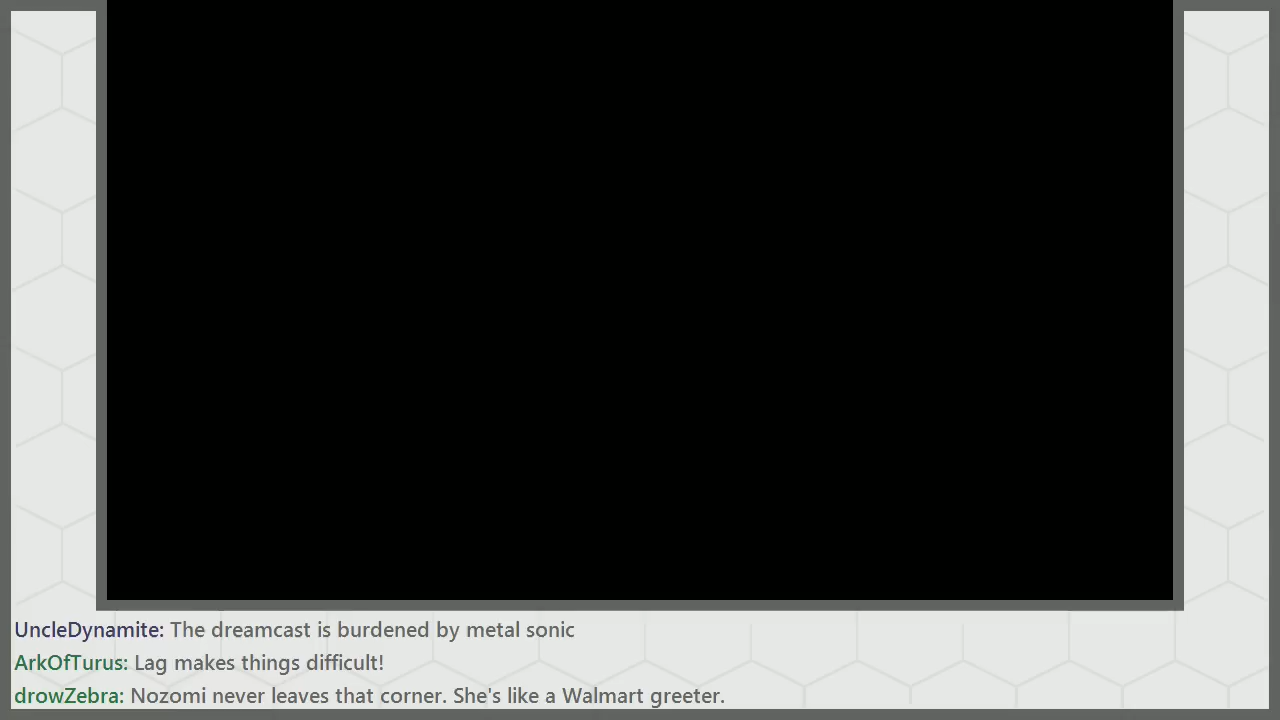 UncleDynamite: The dreamcast is burdened by metal sonic
ArkOfTurus: Lag makes things difficult!
drowZebra: Nozomi never leaves that corner. She's like a Walmart greeter.